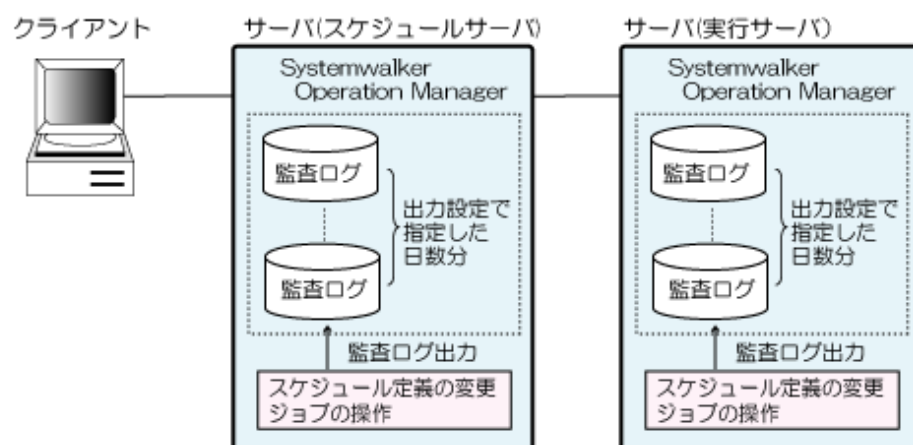 クライアント
サーバ(スケジュールサーバ)
Systemwalker
Operation Manager
監査ログ
監査ログ
出力設定で
指定した
日数分
監査ログ出力
スケジュール定義の変更
ジョブの操作
サーバ(実行サーバ)
Systemwalker
Operation Manager
監査ログ
監査ログ
出力設定で
指定した
日数分
監査ログ出力
スケジュール定義の変更
ジョブの操作